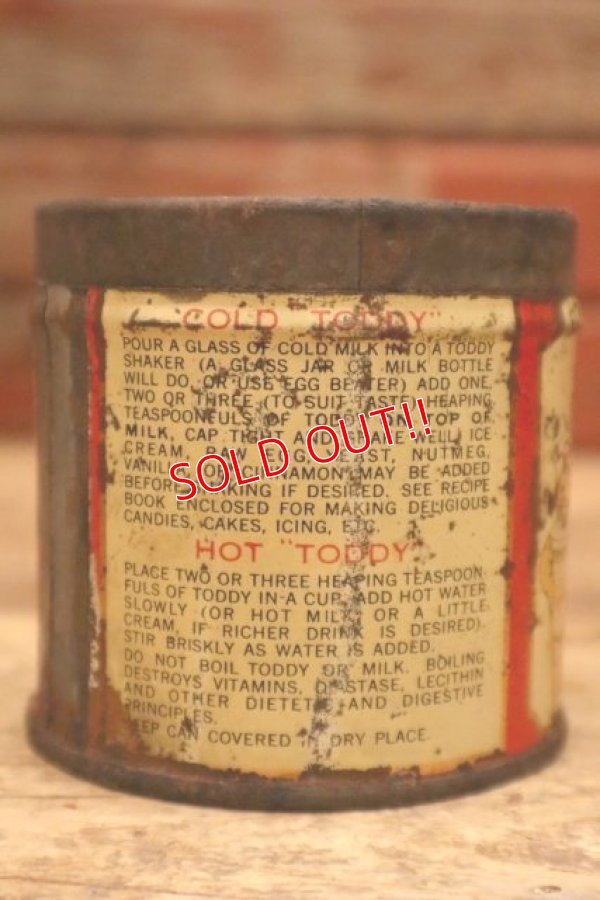 "COLD TODDY"
POUR A GLASS OF COLD MILK INTO A TODDY
SHAKER (A GLASS JAR OR MILK BOTTLE
WILL DO, OR USE EGG BEATER) ADD ONE,
TWO OR THREE (TO SUIT TASTE) HEAPING
TEASPOONFULS OF TODDY ON TOP OF
MILK, CAP TIGHT AND SHAKE WELL, ICE
CREAM, RAW EGG, YEAST, NUTMEG,
VANILLA, OR CINNAMON MAY BE ADDED
BEFORE SHAKING IF DESIRED. SEE RECIPE
BOOK ENCLOSED FOR MAKING DELICIOUS
CANDIES, CAKES, ICING, ETC.
SOLD OUT!!
HOT "TODDY"
PLACE TWO OR THREE HEAPING TEASPOON-
FULS OF TODDY IN A CUP. ADD HOT WATER
SLOWLY (OR HOT MILK, OR A LITTLE
CREAM, IF RICHER DRINK IS DESIRED).
STIR BRISKLY AS WATER IS ADDED.
DO NOT BOIL TODDY OR MILK. BOILING
DESTROYS VITAMINS, DIASTASE, LECITHIN
AND OTHER DIETETIC AND DIGESTIVE
PRINCIPLES.
KEEP CAN COVERED IN DRY PLACE.